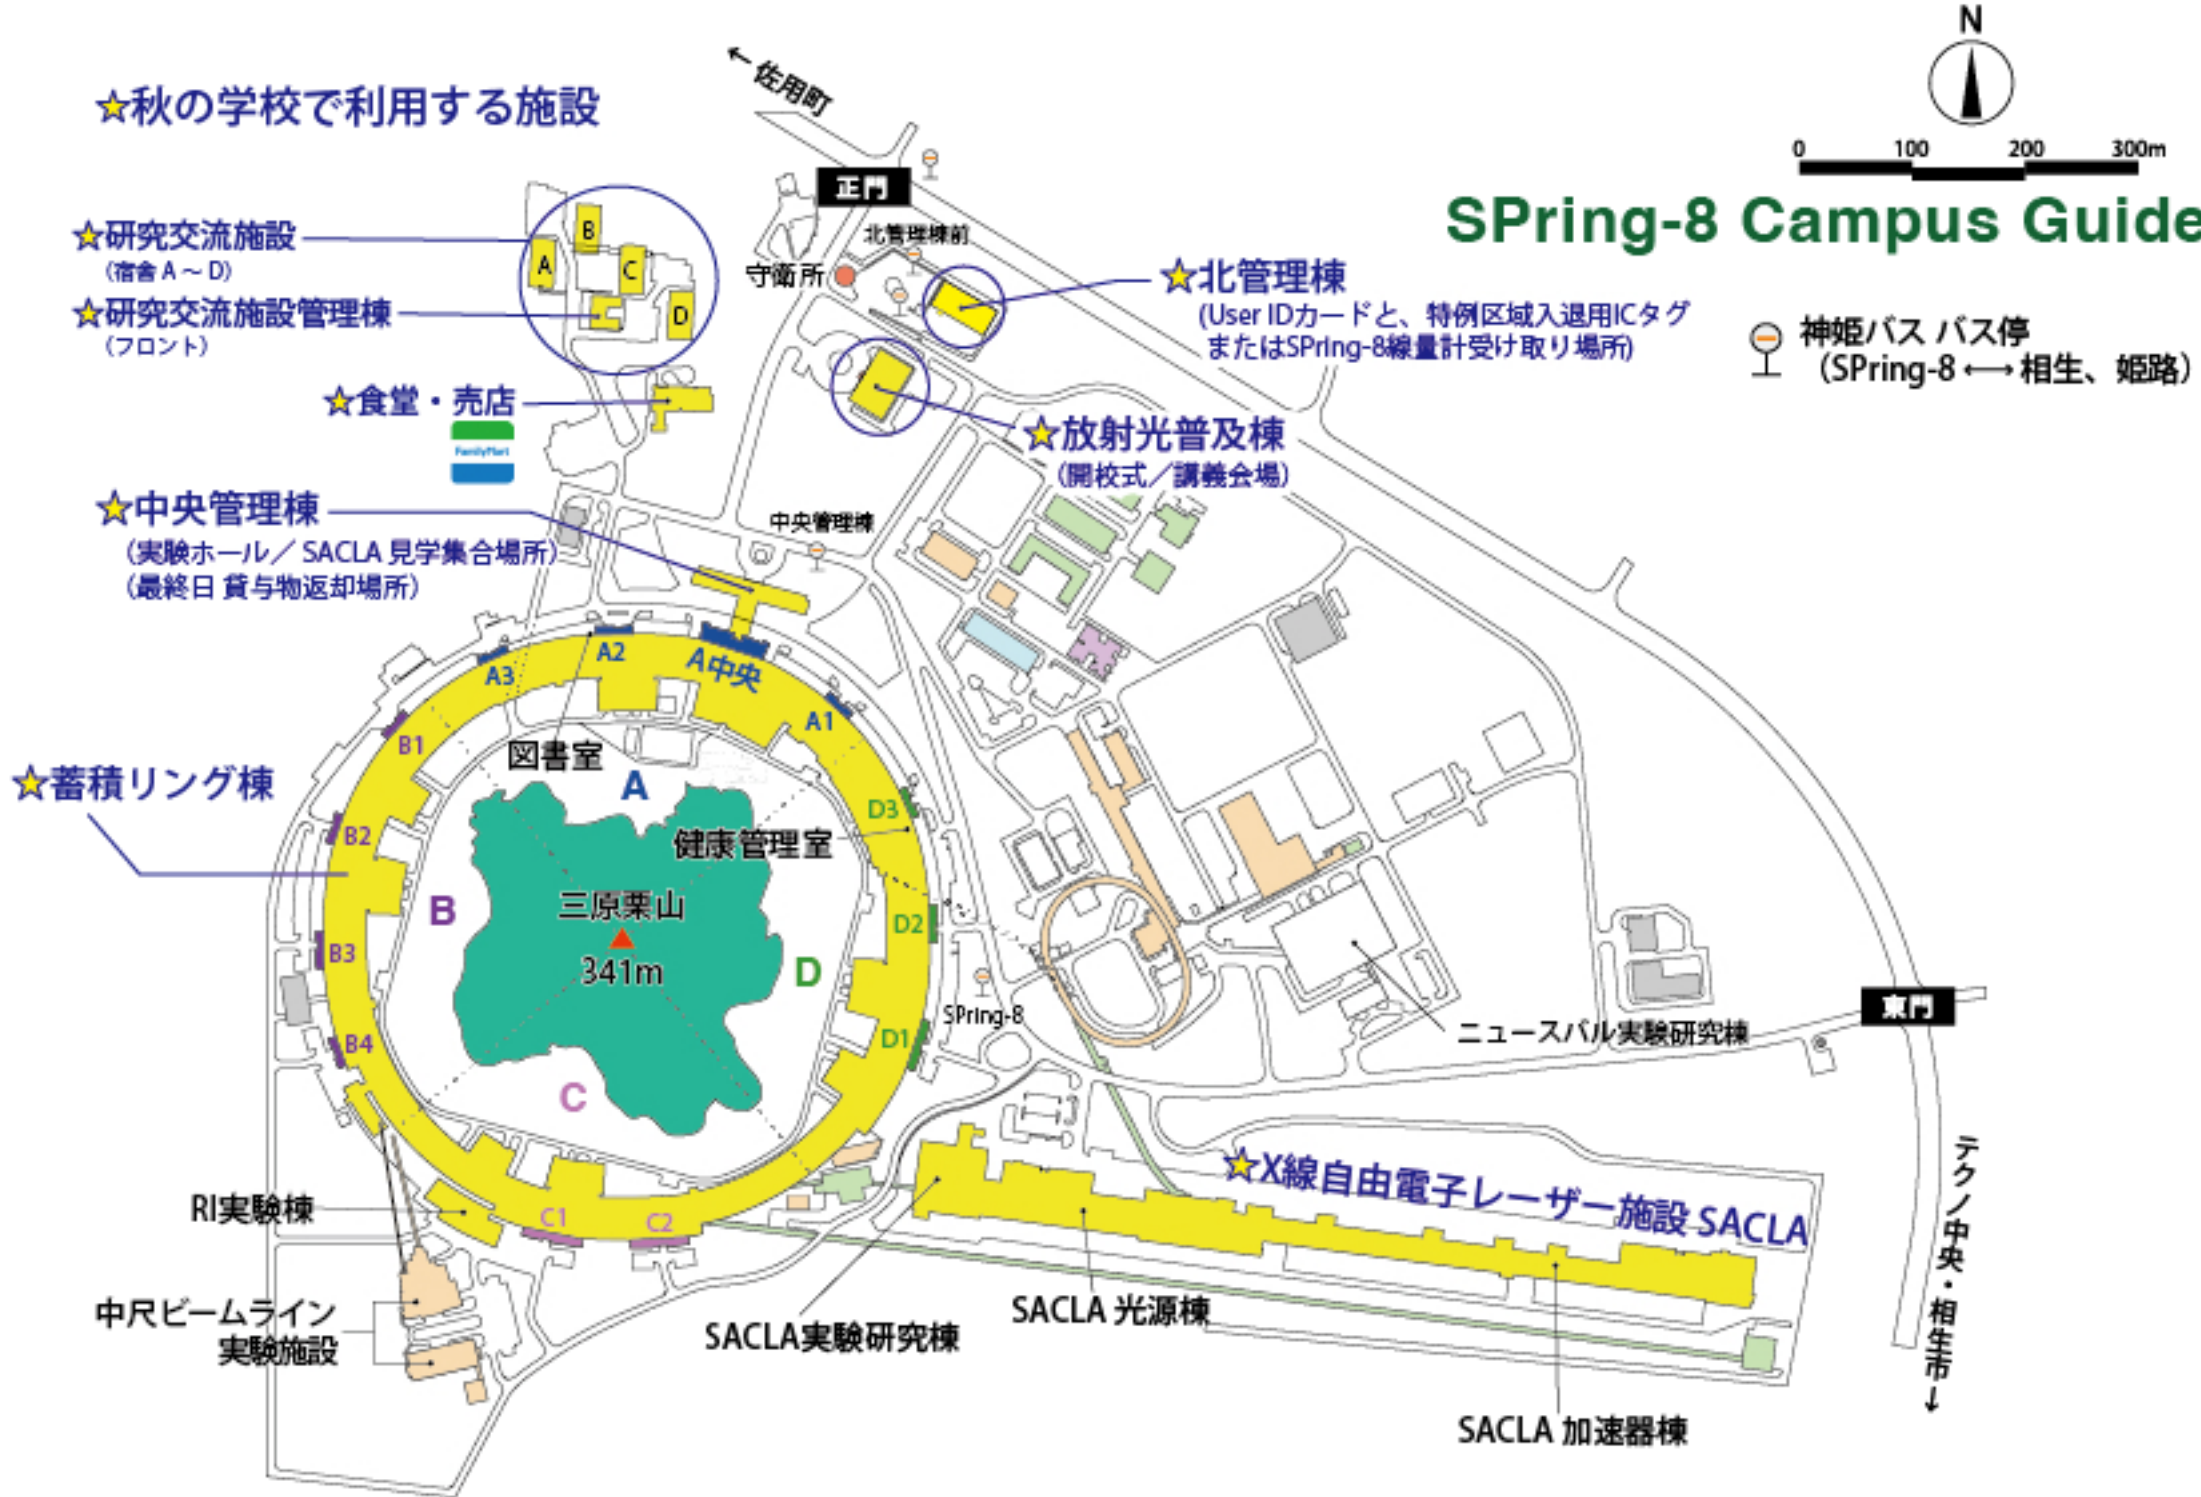 ← 佐用町
N
☆秋の学校で利用する施設
0 100 200 300m
正門
SPring-8 Campus Guide
☆研究交流施設
(宿舎 A ~ D)
A
B
C
D
☆研究交流施設管理棟
(フロント)
北管理棟前
守衛所
☆北管理棟
(User IDカードと、特例区域入退用ICタグ
またはSPring-8線量計受け取り場所)
神姫バス バス停
(SPring-8 ⟷ 相生、姫路)
☆食堂・売店
FamilyMart
☆放射光普及棟
(開校式/講義会場)
☆中央管理棟
(実験ホール/ SACLA 見学集合場所)
(最終日 貸与物返却場所)
中央管理棟
A3
A2
A中央
A1
B1
図書室
A
☆蓄積リング棟
B2
健康管理室
D3
B
三原栗山
341m
D
D2
B3
B4
C
SPring-8
D1
ニュースバル実験研究棟
東門
テクノ中央・相生市↓
☆X線自由電子レーザー施設 SACLA
RI実験棟
C1
C2
中尺ビームライン
実験施設
SACLA実験研究棟
SACLA 光源棟
SACLA 加速器棟